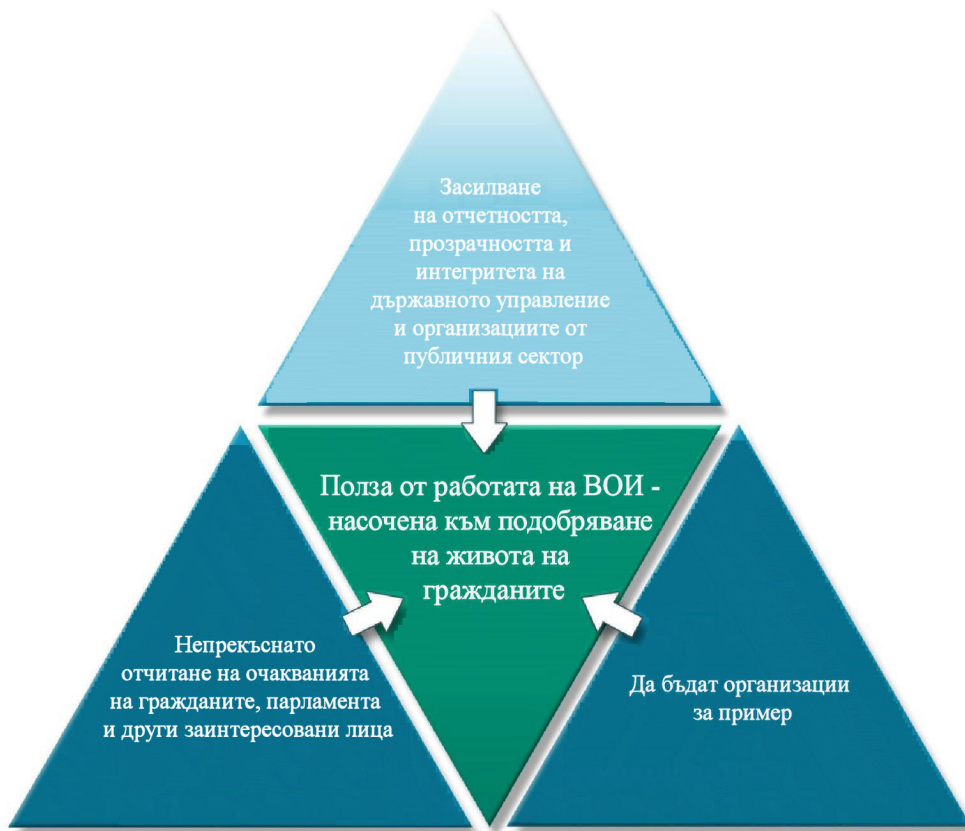 Засилване
на отчетността,
прозрачността и
интегритета на
държавното управление
и организациите от
публичния сектор
Полза от работата на ВОИ -
насочена към подобряване
на живота на
гражданите
Непрекъснато
отчитане на очакванията
на гражданите, парламента
и други заинтересовани лица
Да бъдат организации
за пример